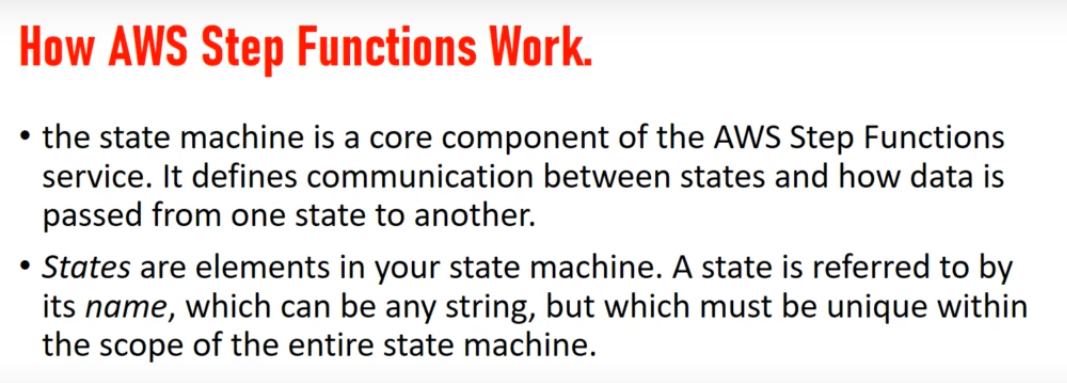 How AWS Step Functions Work.
• the state machine is a core component of the AWS Step Functions
service. It defines communication between states and how data is
passed from one state to another.
• States are elements in your state machine. A state is referred to by
its name, which can be any string, but which must be unique within
the scope of the entire state machine.